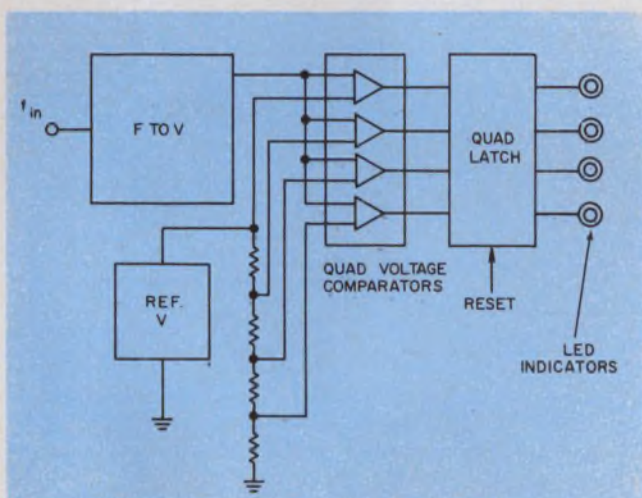 f in
F TO V
QUAD
LATCH
REF.
V
QUAD VOLTAGE
COMPARATORS
RESET
LED
INDICATORS